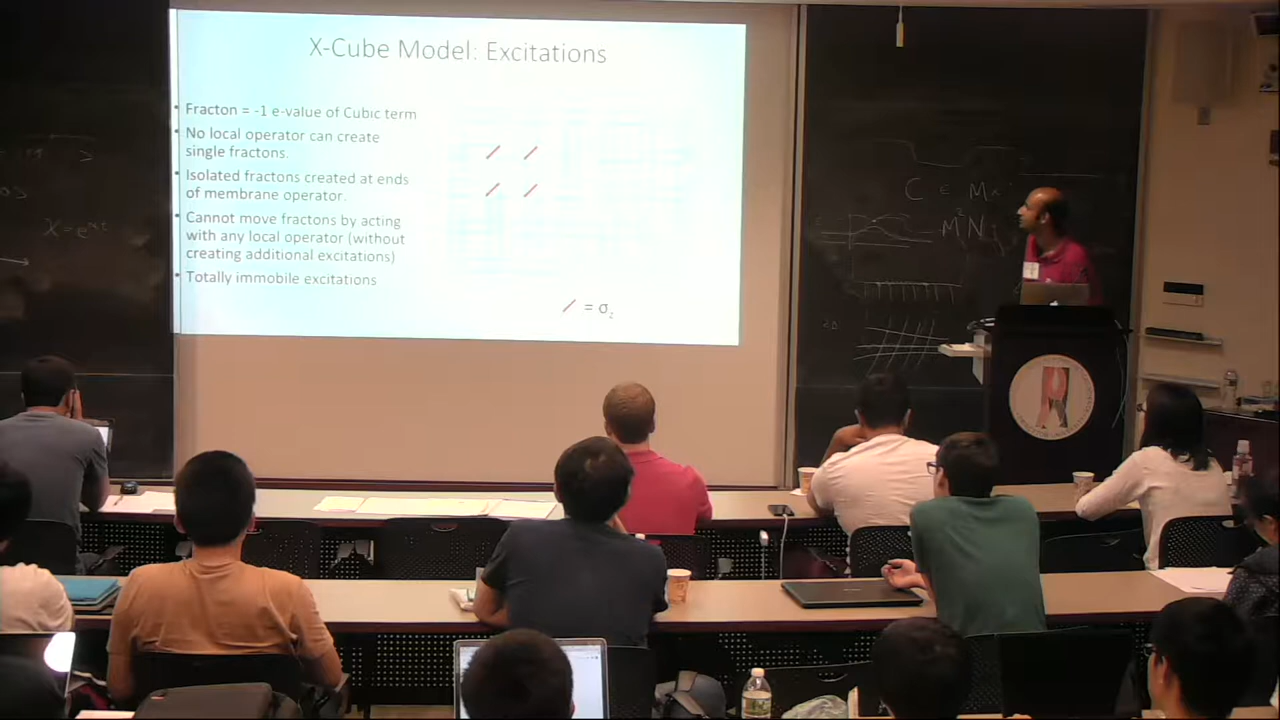 X-Cube Model: Excitations
• Fracton = -1 e-value of Cubic term
• No local operator can create
single fractons.
• Isolated fractons created at ends
of membrane operator.
• Cannot move fractons by acting
with any local operator (without
creating additional excitations)
• Totally immobile excitations
= σz
X = e
C ∈ M
2D